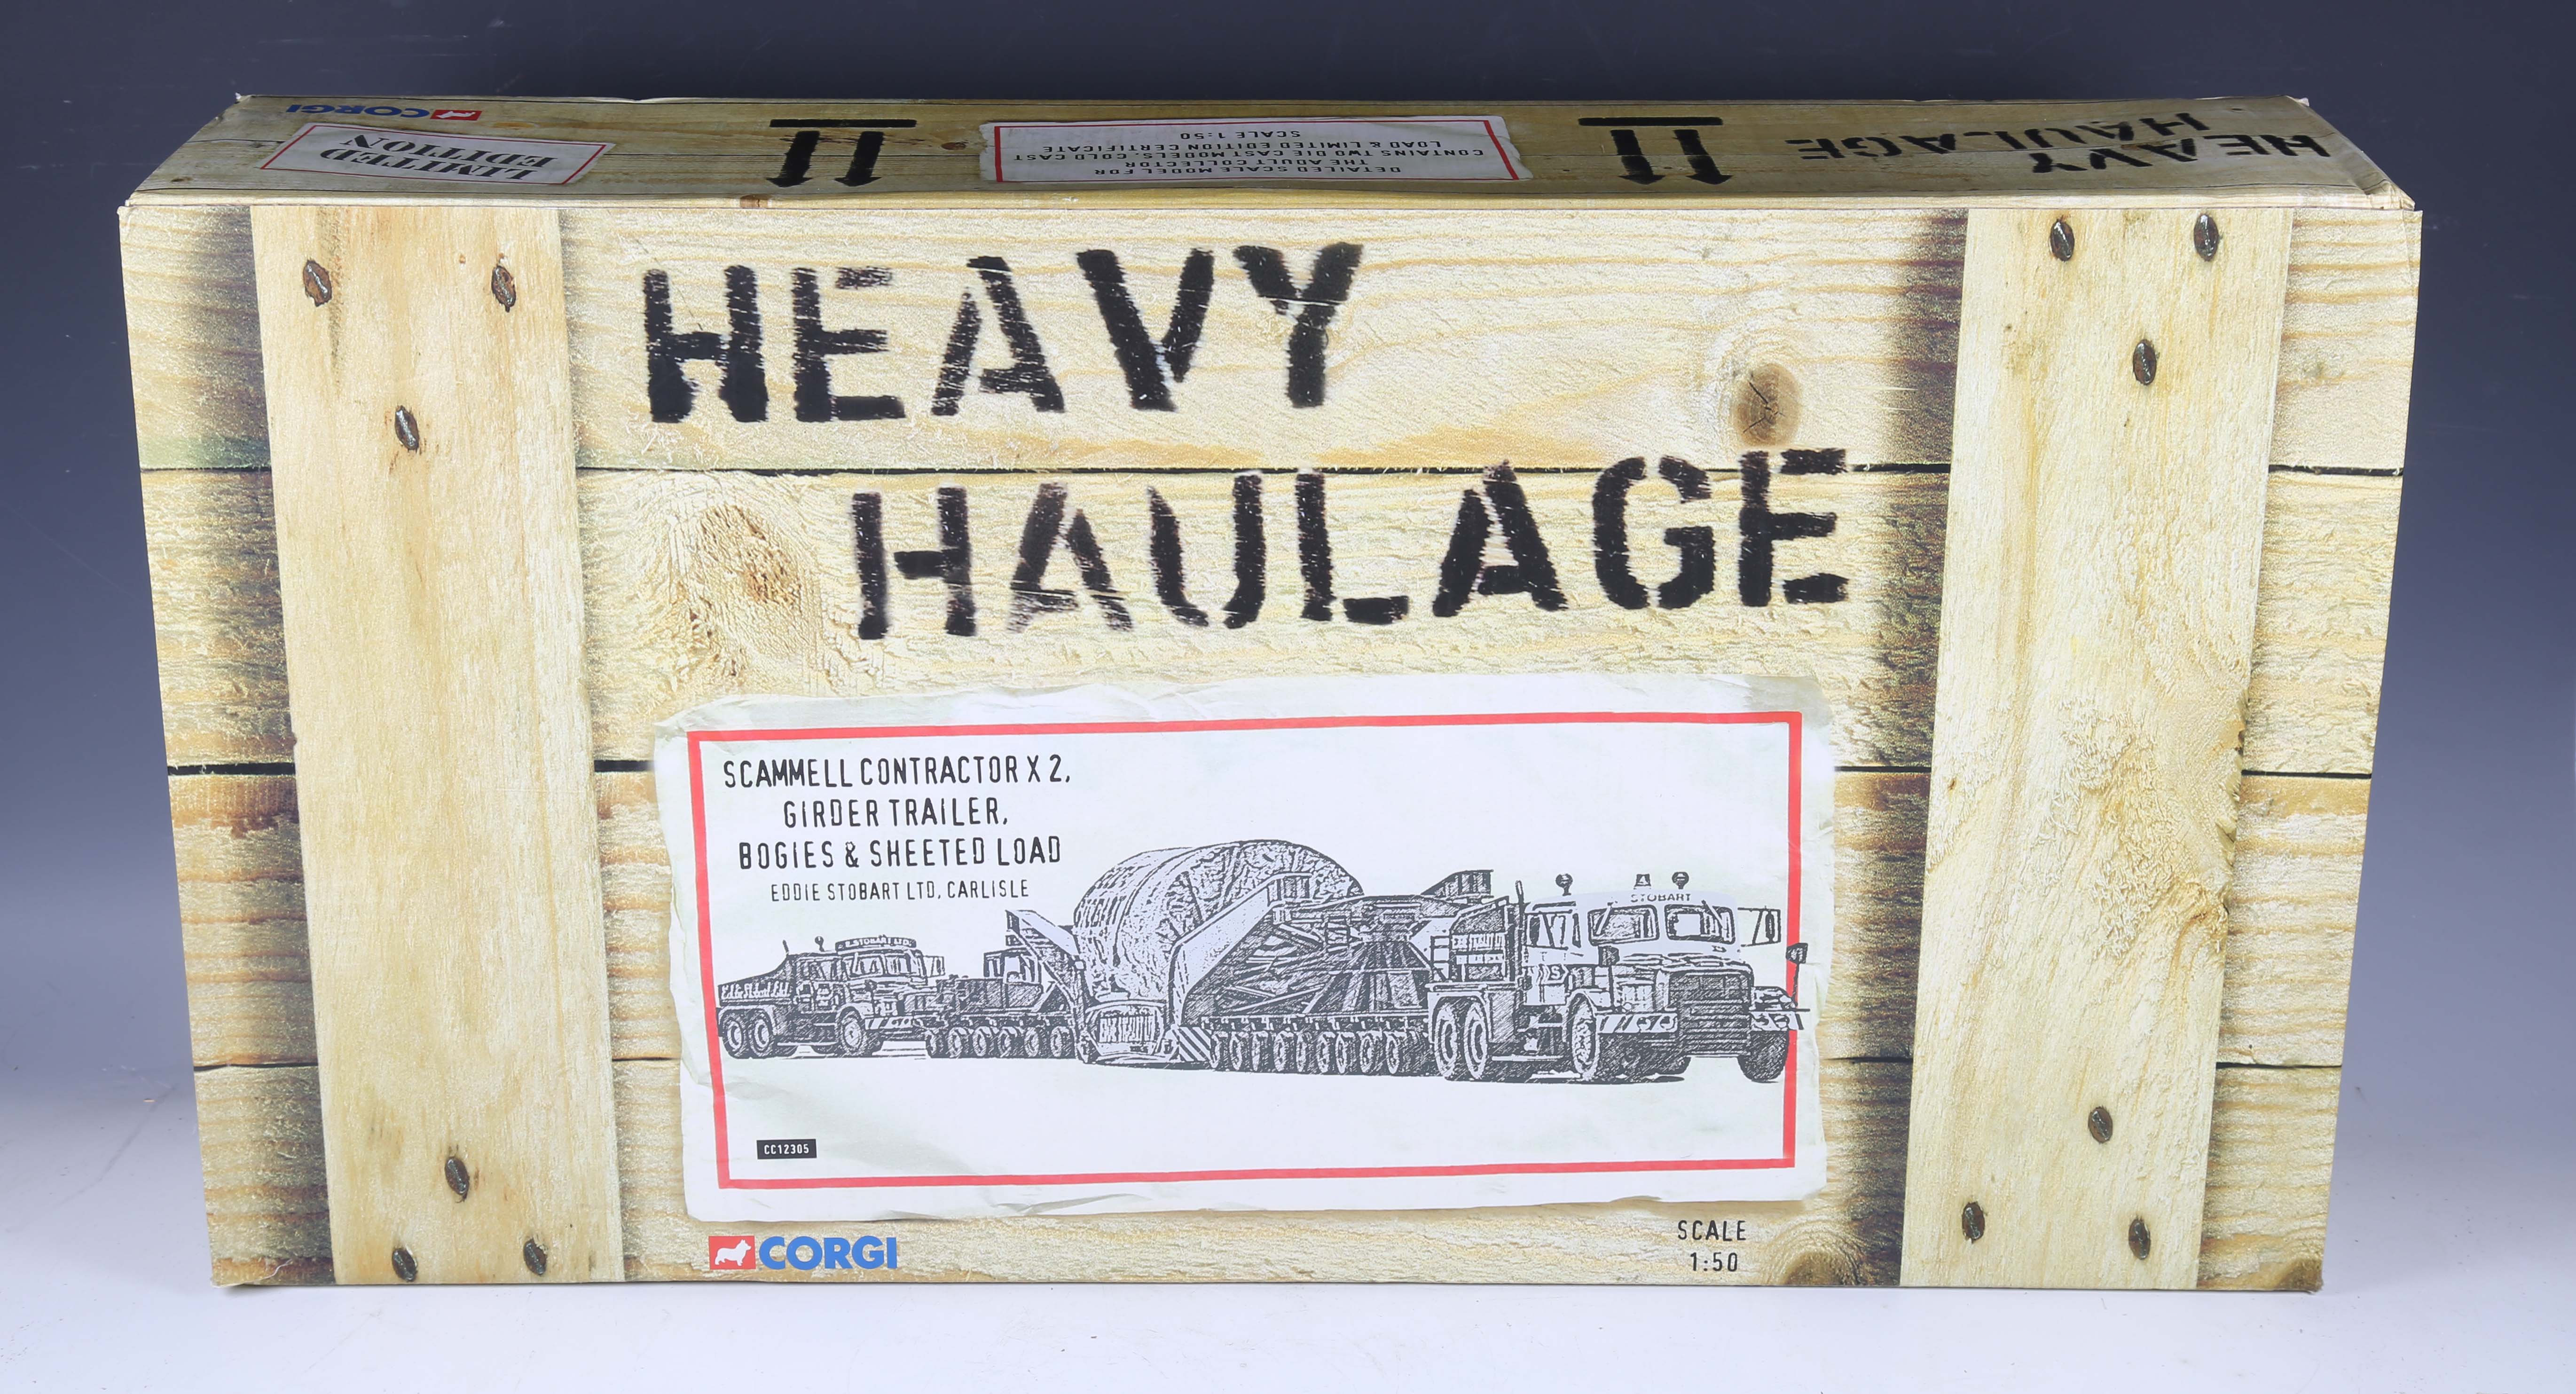 CORGI
LIMITED
EDITION
DETAILED SCALE MODEL FOR
THE ADULT COLLECTOR
CONTAINS TWO DIE CAST MODELS, COLD CAST
LOAD & LIMITED EDITION CERTIFICATE
SCALE 1:50
HEAVY
HAULAGE
HEAVY
HAULAGE
SCAMMELL CONTRACTOR X 2,
GIRDER TRAILER,
BOGIES & SHEETED LOAD
EDDIE STOBART LTD, CARLISLE
E.STOBART LTD.
STOBART
CC12305
CORGI
SCALE
1:50